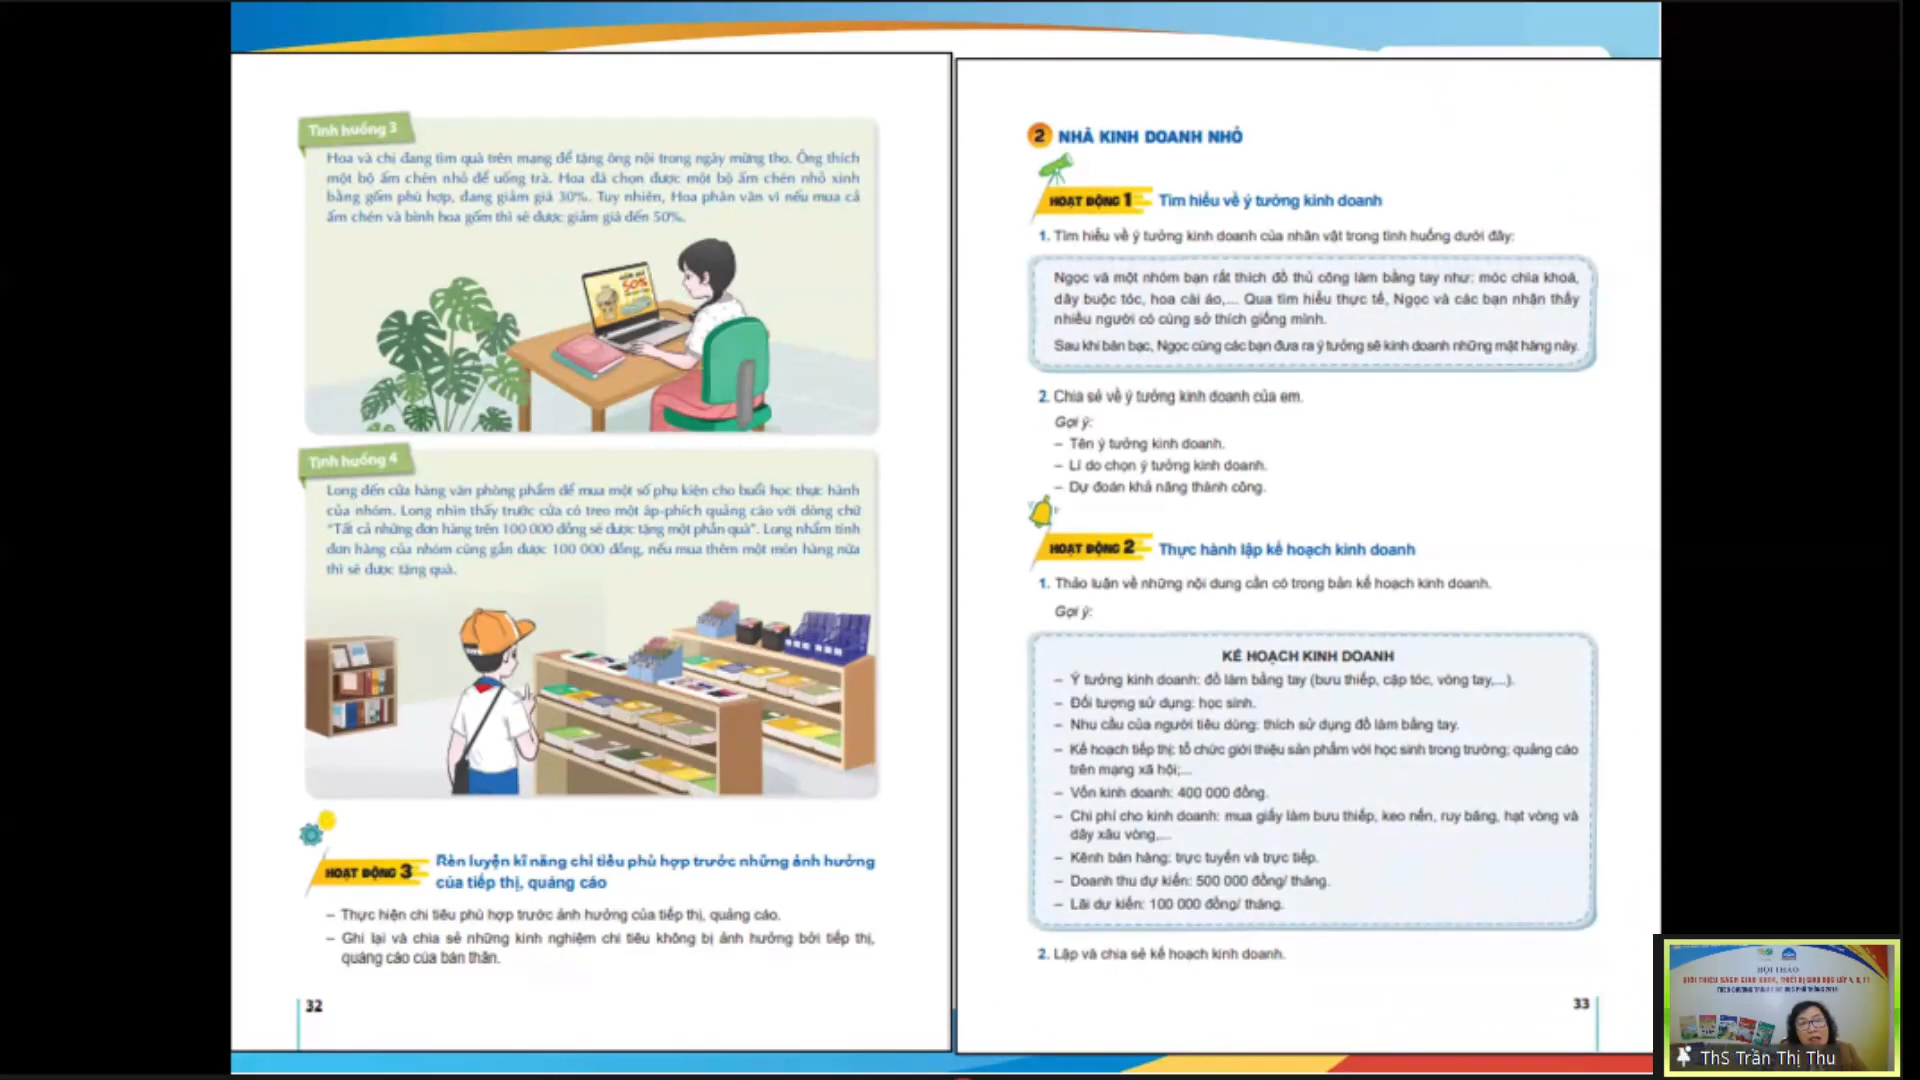 Tình huống 3
Hoa và chị đang tìm quà trên mạng để tặng ông nội trong ngày mừng thọ. Ông thích
một bộ ấm chén nhỏ để uống trà. Hoa đã chọn được một bộ ấm chén nhỏ xinh
bằng gốm phù hợp, đang giảm giá 30%. Tuy nhiên, Hoa phân vân vì nếu mua cả
ấm chén và bình hoa gốm thì sẽ được giảm giá đến 50%.
50%
Tình huống 4
Long đến cửa hàng văn phòng phẩm để mua một số phụ kiện cho buổi học thực hành
của nhóm. Long nhìn thấy trước cửa có treo một áp-phích quảng cáo với dòng chữ
"Tất cả những đơn hàng trên 100 000 đồng sẽ được tặng một phần quà". Long nhẩm tính
đơn hàng của nhóm cũng gần được 100 000 đồng, nếu mua thêm một món hàng nữa
thì sẽ được tặng quà.
HOẠT ĐỘNG 3 Rèn luyện kĩ năng chi tiêu phù hợp trước những ảnh hưởng
của tiếp thị, quảng cáo
– Thực hiện chi tiêu phù hợp trước ảnh hưởng của tiếp thị, quảng cáo.
– Ghi lại và chia sẻ những kinh nghiệm chi tiêu không bị ảnh hưởng bởi tiếp thị,
quảng cáo của bản thân.
32
2 NHÀ KINH DOANH NHỎ
HOẠT ĐỘNG 1 Tìm hiểu về ý tưởng kinh doanh
1. Tìm hiểu về ý tưởng kinh doanh của nhân vật trong tình huống dưới đây:
Ngọc và một nhóm bạn rất thích đồ thủ công làm bằng tay như: móc chìa khoá,
dây buộc tóc, hoa cài áo,... Qua tìm hiểu thực tế, Ngọc và các bạn nhận thấy
nhiều người có cùng sở thích giống mình.
Sau khi bàn bạc, Ngọc cùng các bạn đưa ra ý tưởng sẽ kinh doanh những mặt hàng này.
2. Chia sẻ về ý tưởng kinh doanh của em.
Gợi ý:
– Tên ý tưởng kinh doanh.
– Lí do chọn ý tưởng kinh doanh.
– Dự đoán khả năng thành công.
HOẠT ĐỘNG 2 Thực hành lập kế hoạch kinh doanh
1. Thảo luận về những nội dung cần có trong bản kế hoạch kinh doanh.
Gợi ý:
KẾ HOẠCH KINH DOANH
– Ý tưởng kinh doanh: đồ làm bằng tay (bưu thiếp, cặp tóc, vòng tay,...).
– Đối tượng sử dụng: học sinh.
– Nhu cầu của người tiêu dùng: thích sử dụng đồ làm bằng tay.
– Kế hoạch tiếp thị: tổ chức giới thiệu sản phẩm với học sinh trong trường; quảng cáo
trên mạng xã hội;...
– Vốn kinh doanh: 400 000 đồng.
– Chi phí cho kinh doanh: mua giấy làm bưu thiếp, keo nến, ruy băng, hạt vòng và
dây xâu vòng,...
– Kênh bán hàng: trực tuyến và trực tiếp.
– Doanh thu dự kiến: 500 000 đồng/ tháng.
– Lãi dự kiến: 100 000 đồng/ tháng.
2. Lập và chia sẻ kế hoạch kinh doanh.
33
HỘI THẢO
GIỚI THIỆU SÁCH GIÁO KHOA, THIẾT BỊ GIÁO DỤC LỚP 4, 8, 11
ThS Trần Thị Thu